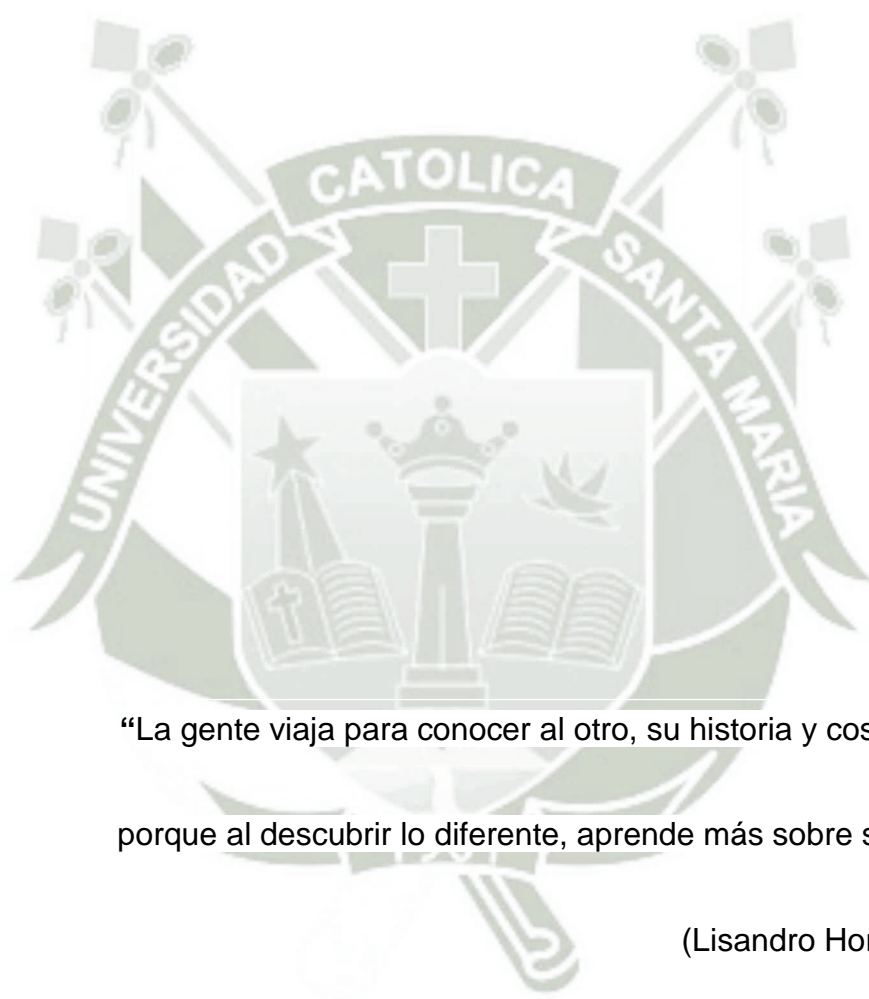 UNIVERSIDAD
CATOLICA
SANTA MARIA
“La gente viaja para conocer al otro, su historia y cos
porque al descubrir lo diferente, aprende más sobre s
(Lisandro